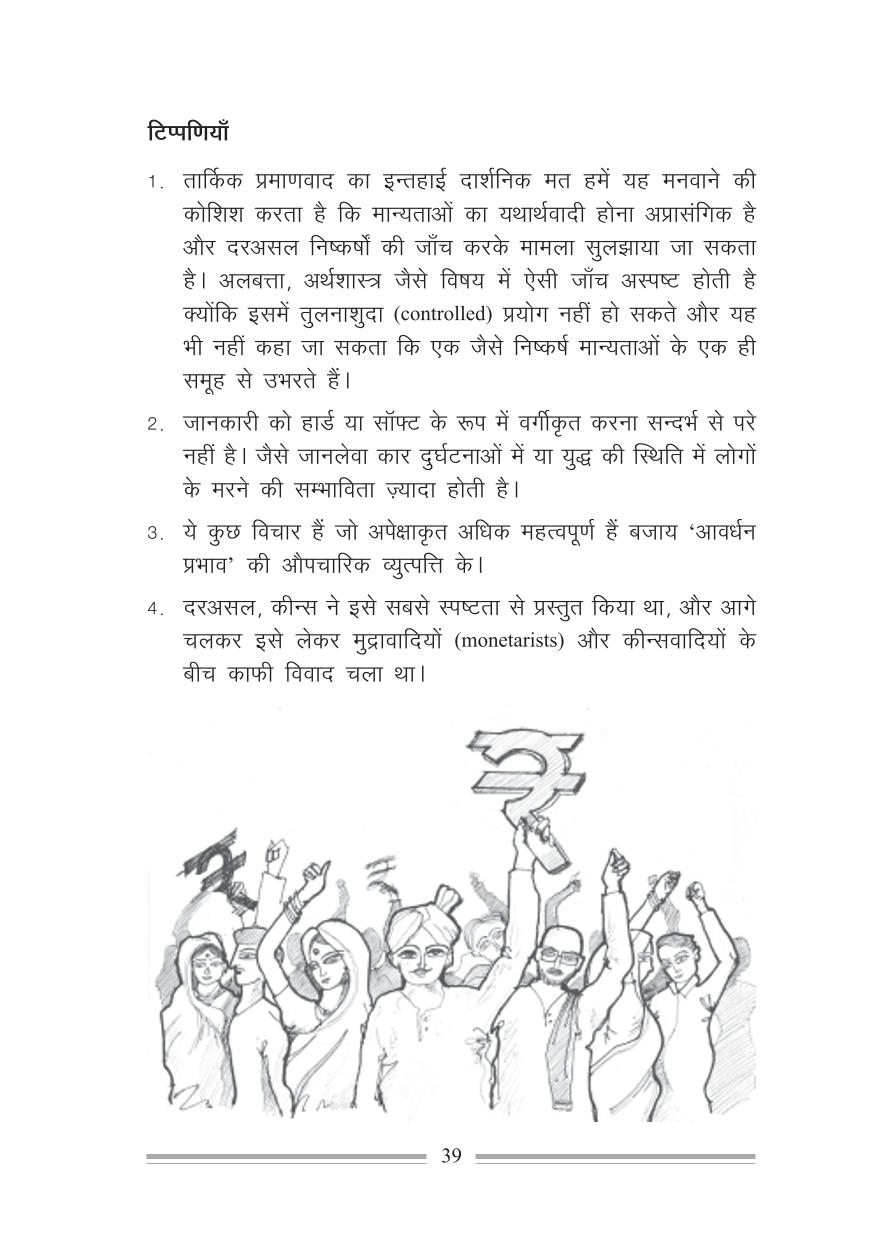 टिप्पणियाँ
1. तार्किक प्रमाणवाद का इन्तहाई दार्शनिक मत हमें यह मनवाने की
कोशिश करता है कि मान्यताओं का यथार्थवादी होना अप्रासंगिक है
और दरअसल निष्कर्षों की जाँच करके मामला सुलझाया जा सकता
है। अलबत्ता, अर्थशास्त्र जैसे विषय में ऐसी जाँच अस्पष्ट होती है
क्योंकि इसमें तुलनाशुदा (controlled) प्रयोग नहीं हो सकते और यह
भी नहीं कहा जा सकता कि एक जैसे निष्कर्ष मान्यताओं के एक ही
समूह से उभरते हैं।
2. जानकारी को हार्ड या सॉफ्ट के रूप में वर्गीकृत करना सन्दर्भ से परे
नहीं है। जैसे जानलेवा कार दुर्घटनाओं में या युद्ध की स्थिति में लोगों
के मरने की सम्भाविता ज़्यादा होती है।
3. ये कुछ विचार हैं जो अपेक्षाकृत अधिक महत्वपूर्ण हैं बजाय ‘आवर्धन
प्रभाव’ की औपचारिक व्युत्पत्ति के।
4. दरअसल, कीन्स ने इसे सबसे स्पष्टता से प्रस्तुत किया था, और आगे
चलकर इसे लेकर मुद्रावादियों (monetarists) और कीन्सवादियों के
बीच काफी विवाद चला था।
39